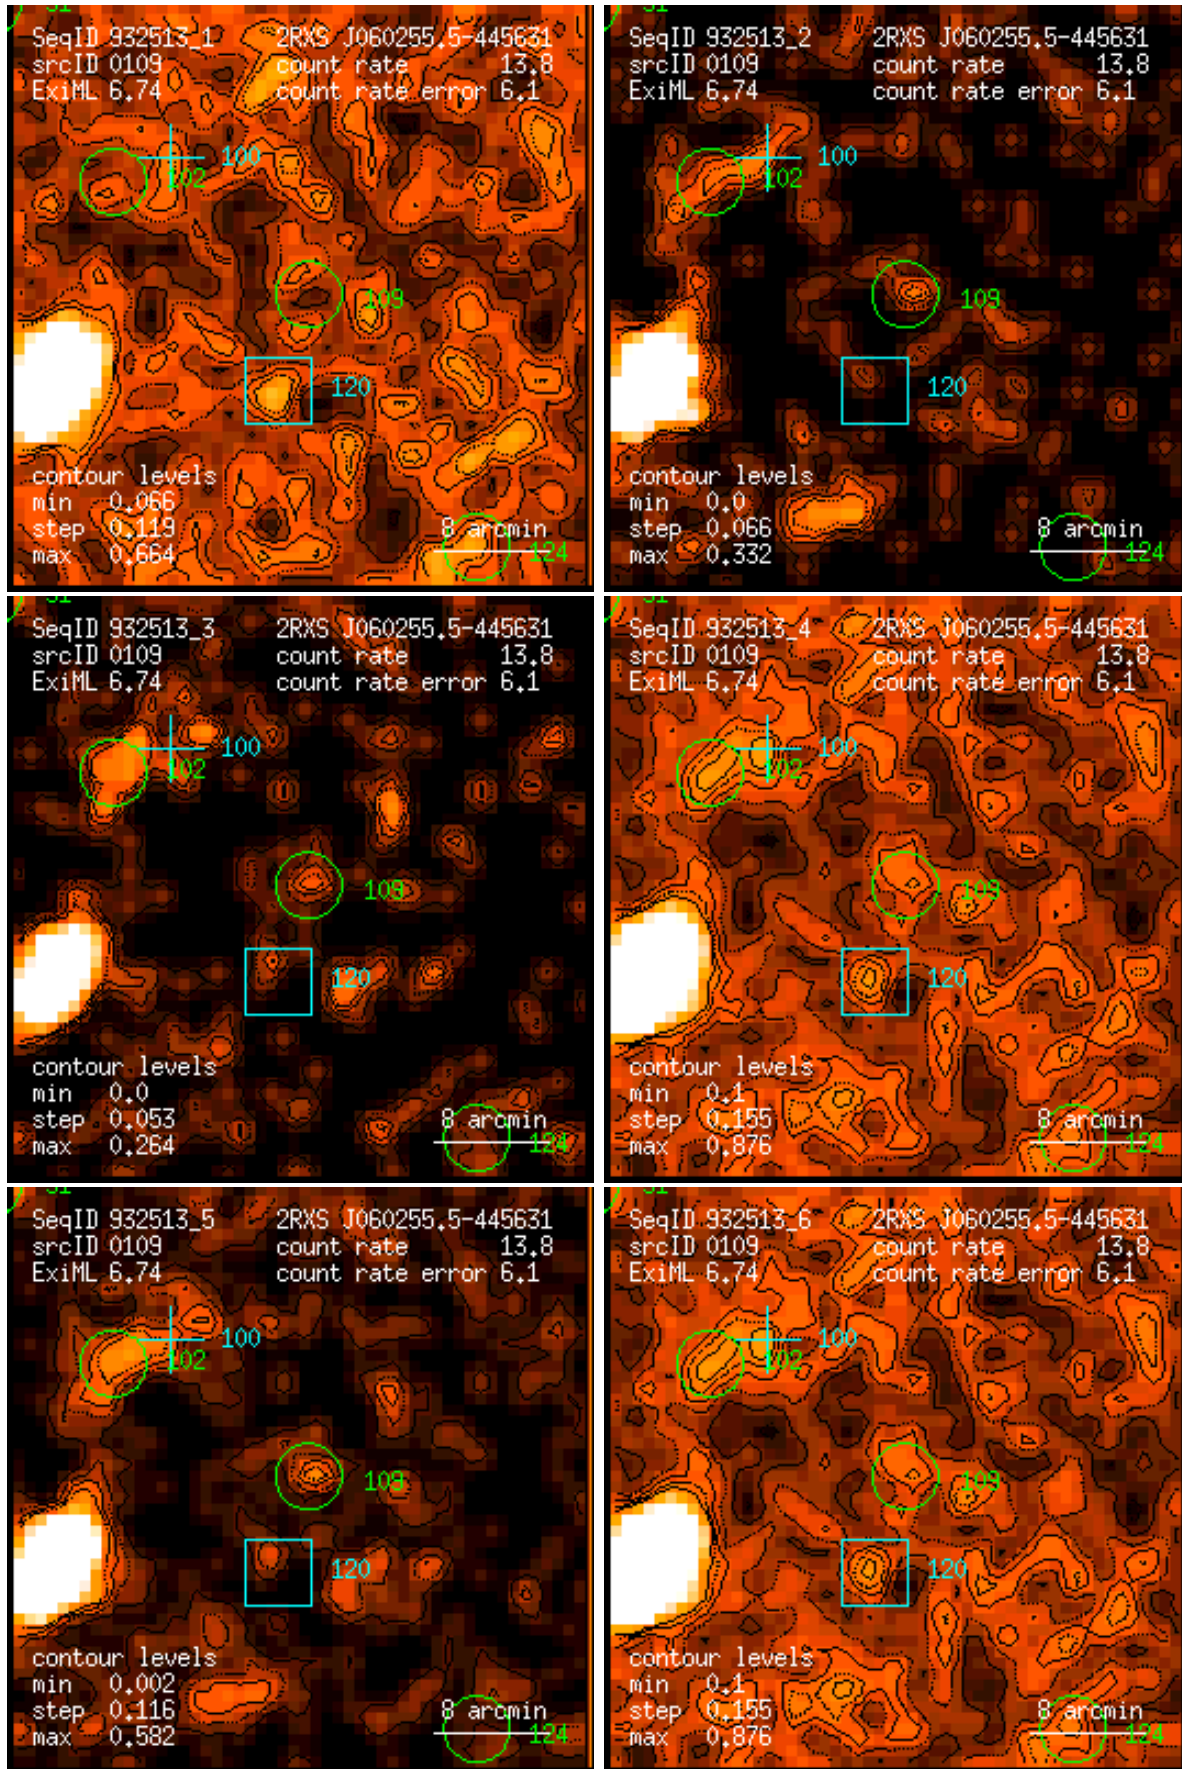 31
SeqID 932513_1 2RXS J060255.5-445631
srcID 0109 count rate 13.8
ExiML 6.74 count rate error 6.1
100
102
109
120
contour levels
min 0.066
step 0.119 8 arcmin
max 0.664 124
31
SeqID 932513_2 2RXS J060255.5-445631
srcID 0109 count rate 13.8
ExiML 6.74 count rate error 6.1
100
102
109
120
contour levels
min 0.0
step 0.066 8 arcmin
max 0.332 124
31
SeqID 932513_3 2RXS J060255.5-445631
srcID 0109 count rate 13.8
ExiML 6.74 count rate error 6.1
100
102
109
120
contour levels
min 0.0
step 0.053 8 arcmin
max 0.264 124
31
SeqID 932513_4 2RXS J060255.5-445631
srcID 0109 count rate 13.8
ExiML 6.74 count rate error 6.1
100
102
109
120
contour levels
min 0.1
step 0.155 8 arcmin
max 0.876 124
31
SeqID 932513_5 2RXS J060255.5-445631
srcID 0109 count rate 13.8
ExiML 6.74 count rate error 6.1
100
102
109
120
contour levels
min 0.002
step 0.116 8 arcmin
max 0.582 124
31
SeqID 932513_6 2RXS J060255.5-445631
srcID 0109 count rate 13.8
ExiML 6.74 count rate error 6.1
100
102
109
120
contour levels
min 0.1
step 0.155 8 arcmin
max 0.876 124